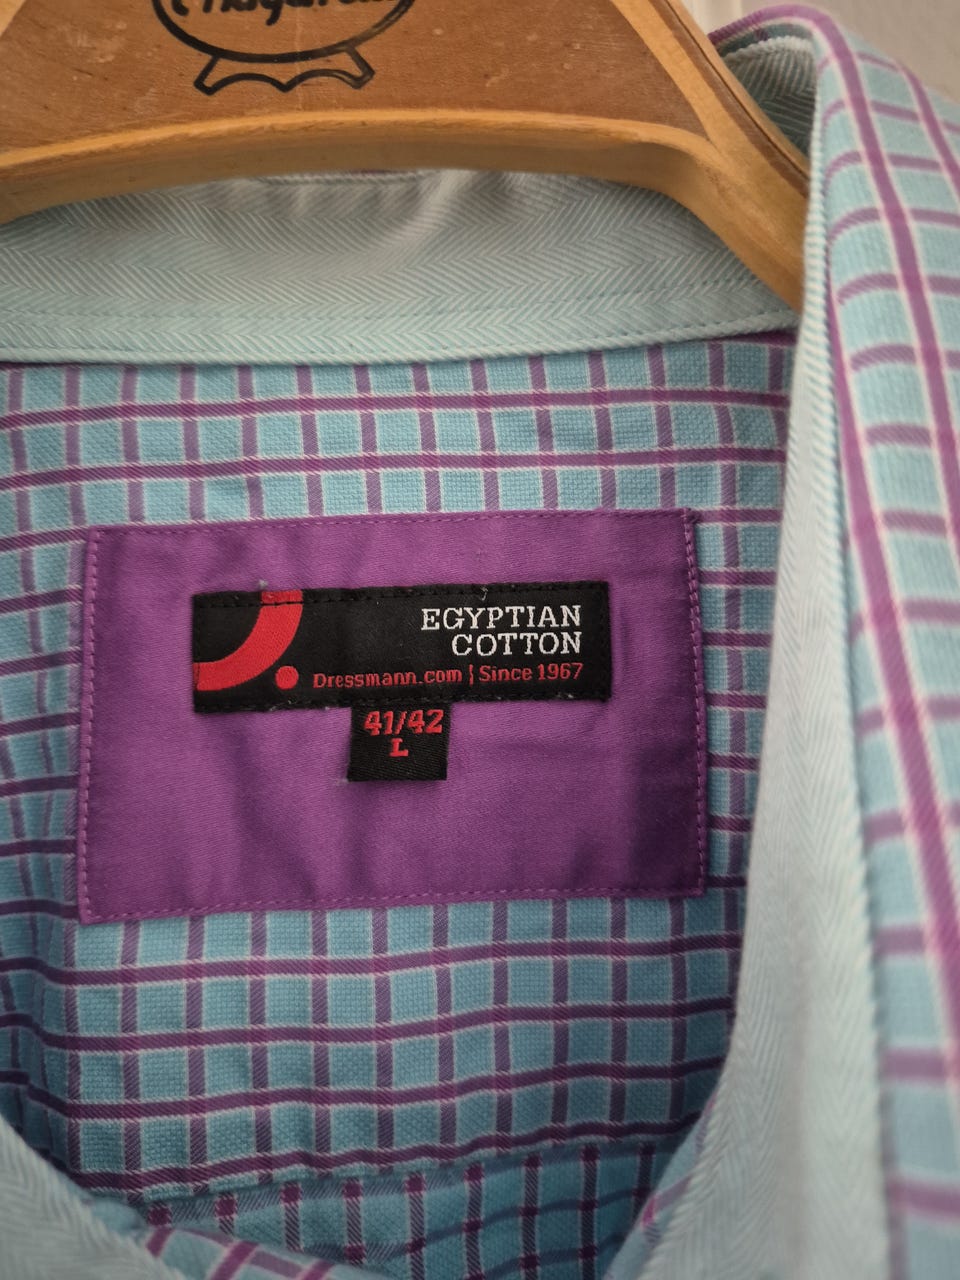 EGYPTIAN
COTTON
Dressmann.com ¦ Since 1967
41/42
L